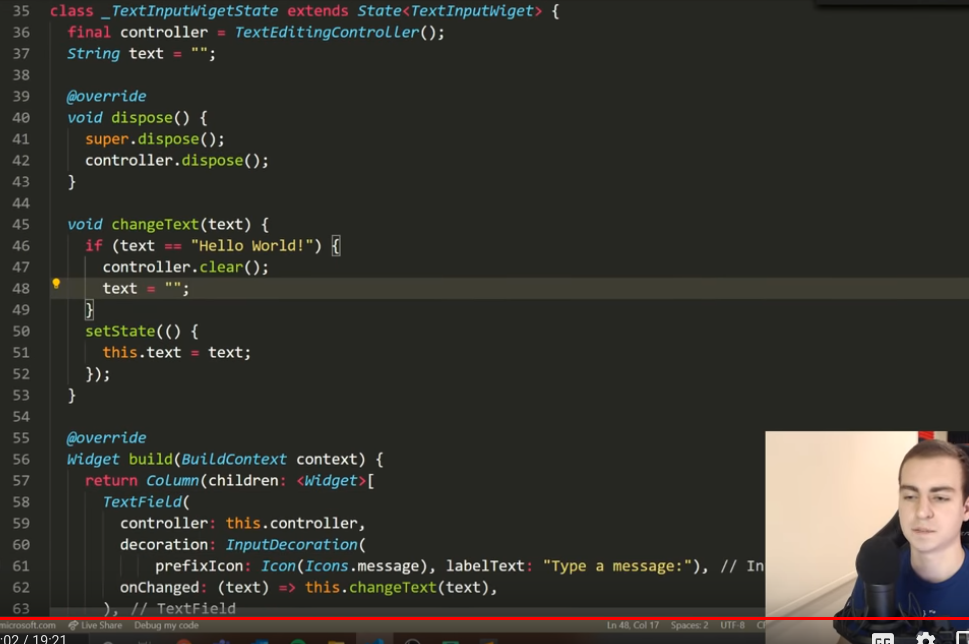 35 class _TextInputWigetState extends State<TextInputWiget> {
36 final controller = TextEditingController();
37 String text = "";
38
39 @override
40 void dispose() {
41 super.dispose();
42 controller.dispose();
43 }
44
45 void changeText(text) {
46 if (text == "Hello World!") {
47 controller.clear();
48 text = "";
49 }
50 setState(() {
51 this.text = text;
52 });
53 }
54
55 @override
56 Widget build(BuildContext context) {
57 return Column(children: <Widget>[
58 TextField(
59 controller: this.controller,
60 decoration: InputDecoration(
61 prefixIcon: Icon(Icons.message), labelText: "Type a message:"), // In
62 onChanged: (text) => this.changeText(text),
63 ), // TextField
microsoft.com Live Share Debug my code Ln 48, Col 17 Spaces: 2 UTF-8
:02 / 19:21 CC